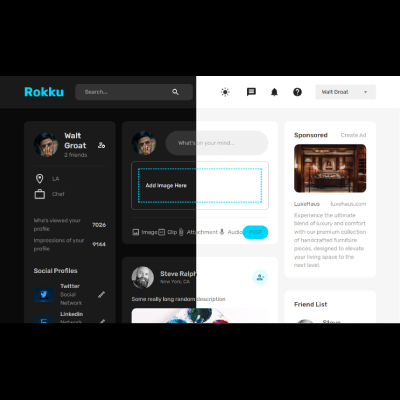 Rokku
Search...
Walt Groat
Walt
Groat
2 friends
LA
Chef
Who's viewed your
profile
7026
Impressions of your
profile
9144
Social Profiles
Twitter
Social
Network
Linkedin
Social
Network
What's on your mind...
Add Image Here
Image
Clip
Attachment
Audio
POST
Steve Ralph
New York, CA
Some really long random description
Sponsored
Create Ad
LuxeHaus
luxehaus.com
Experience the ultimate
blend of luxury and comfort
with our premium collection
of handcrafted furniture
pieces, designed to elevate
your living space to the
next level.
Friend List
Steve